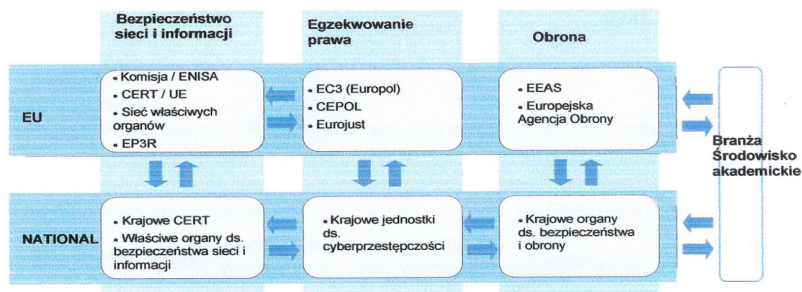 Bezpieczeństwo
sieci i informacji
Egzekwowanie
prawa
Obrona
EU
• Komisja / ENISA
• CERT / UE
• Sieć właściwych
organów
• EP3R
• EC3 (Europol)
• CEPOL
• Eurojust
• EEAS
• Europejska
Agencja Obrony
Branża
Środowisko
akademickie
NATIONAL
• Krajowe CERT
• Właściwe organy ds.
bezpieczeństwa sieci i
informacji
• Krajowe jednostki
ds.
cyberprzestępczości
• Krajowe organy
ds. bezpieczeństwa
i obrony